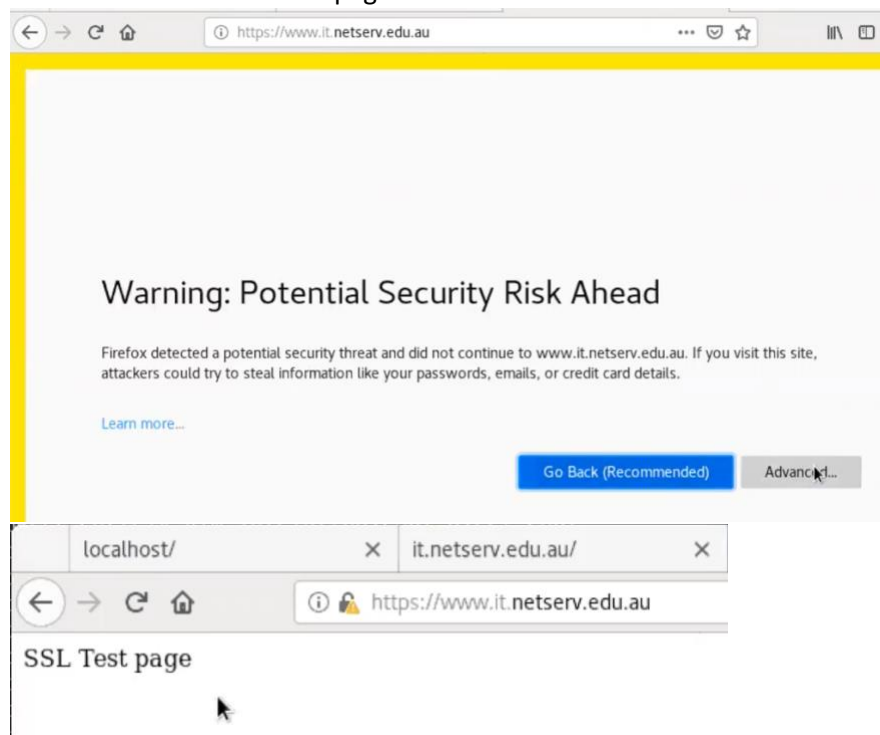 https://www.it.netserv.edu.au
Warning: Potential Security Risk Ahead
Firefox detected a potential security threat and did not continue to www.it.netserv.edu.au. If you visit this site,
attackers could try to steal information like your passwords, emails, or credit card details.
Learn more...
Go Back (Recommended)
Advanced...
localhost/
it.netserv.edu.au/
https://www.it.netserv.edu.au
SSL Test page